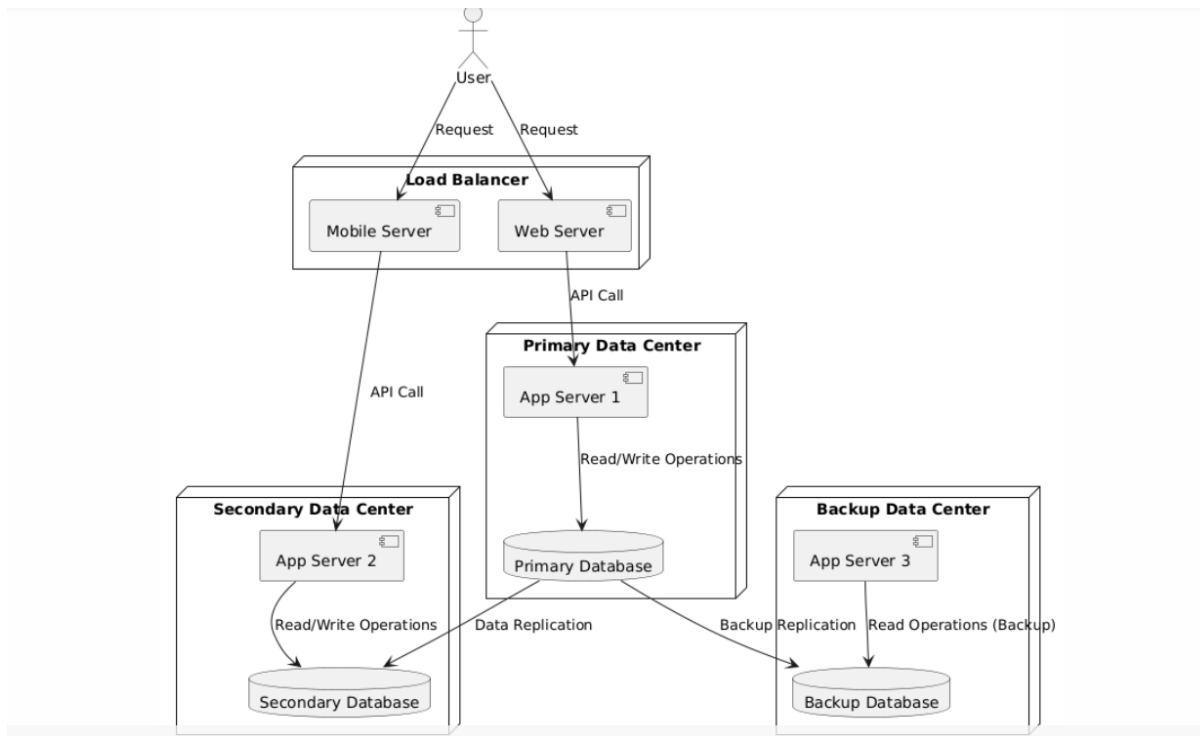 User
Request
Request
Load Balancer
Mobile Server
Web Server
API Call
Primary Data Center
API Call
App Server 1
Read/Write Operations
Secondary Data Center
Backup Data Center
App Server 2
Primary Database
App Server 3
Read/Write Operations
Data Replication
Backup Replication
Read Operations (Backup)
Secondary Database
Backup Database